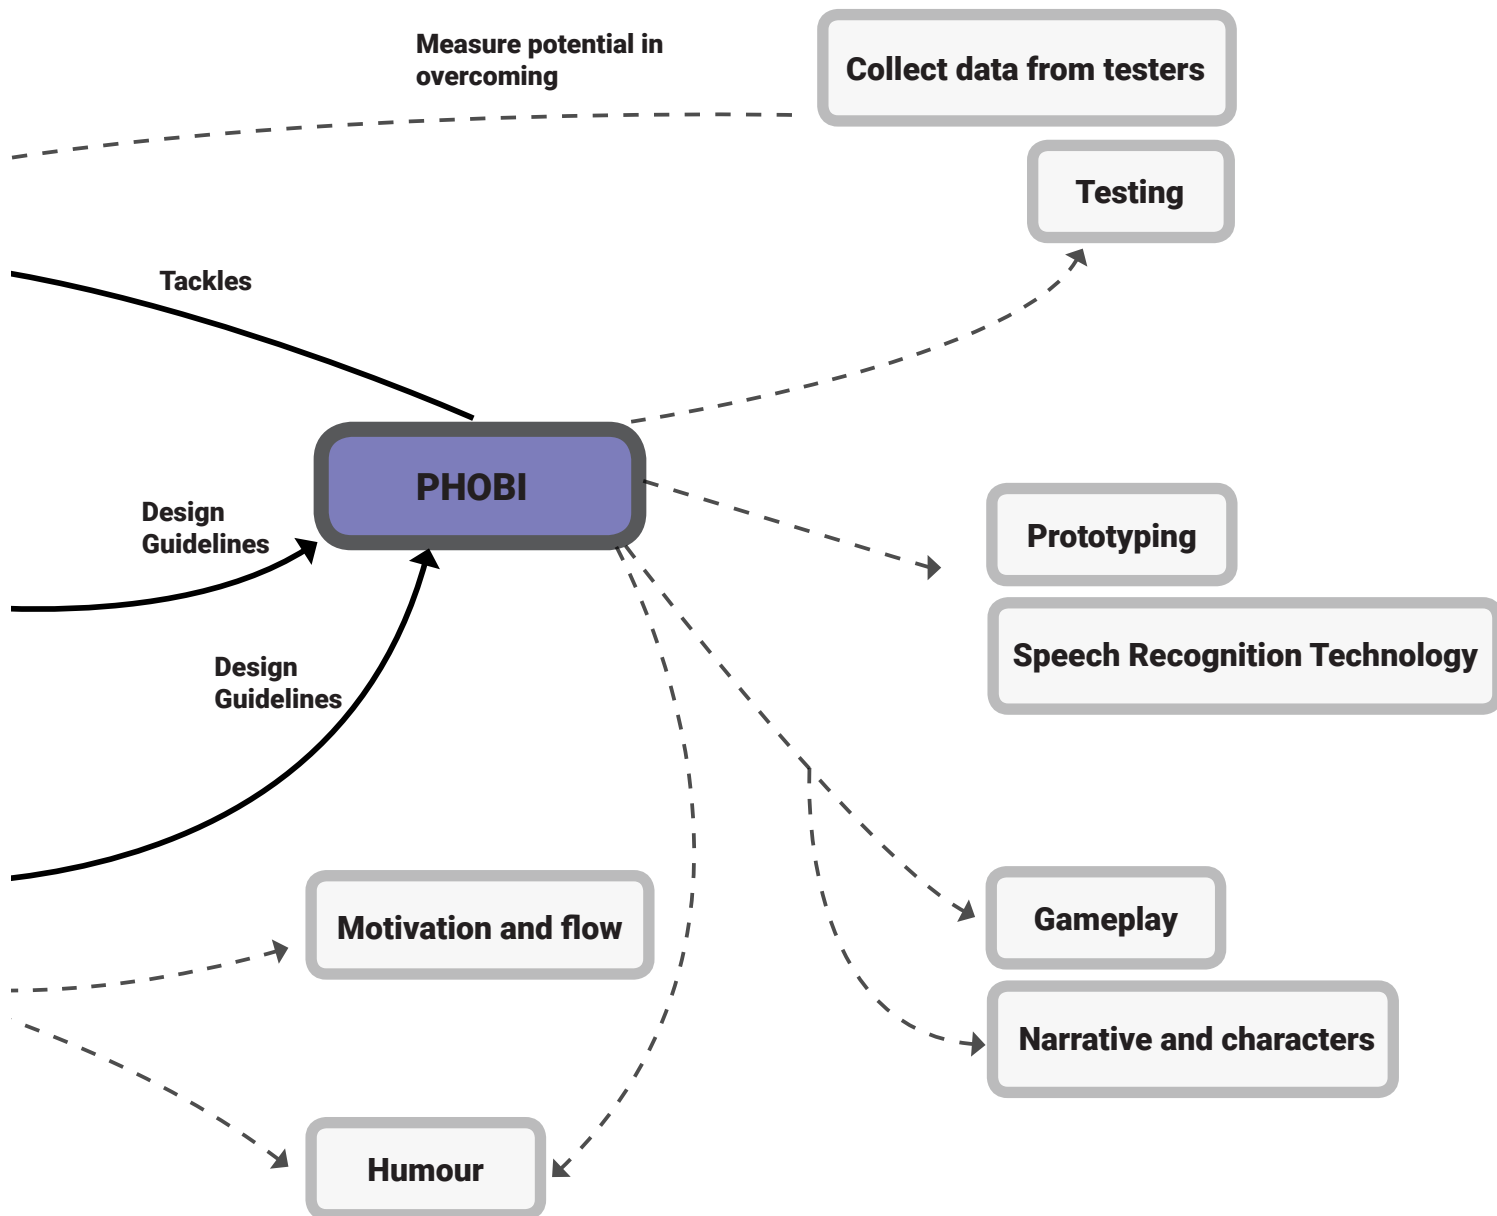 Measure potential in
overcoming
Collect data from testers
Testing
Tackles
PHOBI
Design
Guidelines
Prototyping
Speech Recognition Technology
Design
Guidelines
Motivation and flow
Gameplay
Narrative and characters
Humour